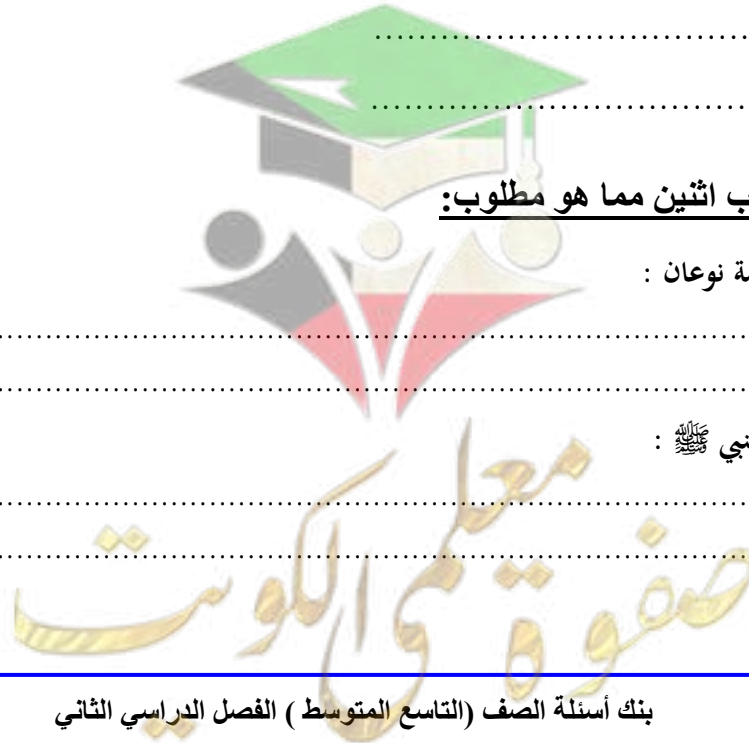 ................................
................................
اثنين مما هو مطلوب:
نوعان :
................................................................
................................................................
ﷺ :
................................................................
................................................................
صفوة معلمي الكويت
بنك أسئلة الصف (التاسع المتوسط ) الفصل الدراسي الثاني